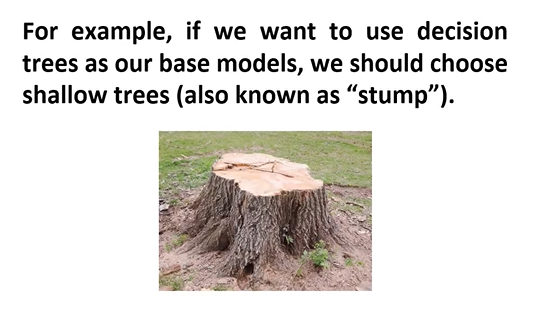 For example, if we want to use decision
trees as our base models, we should choose
shallow trees (also known as “stump”).